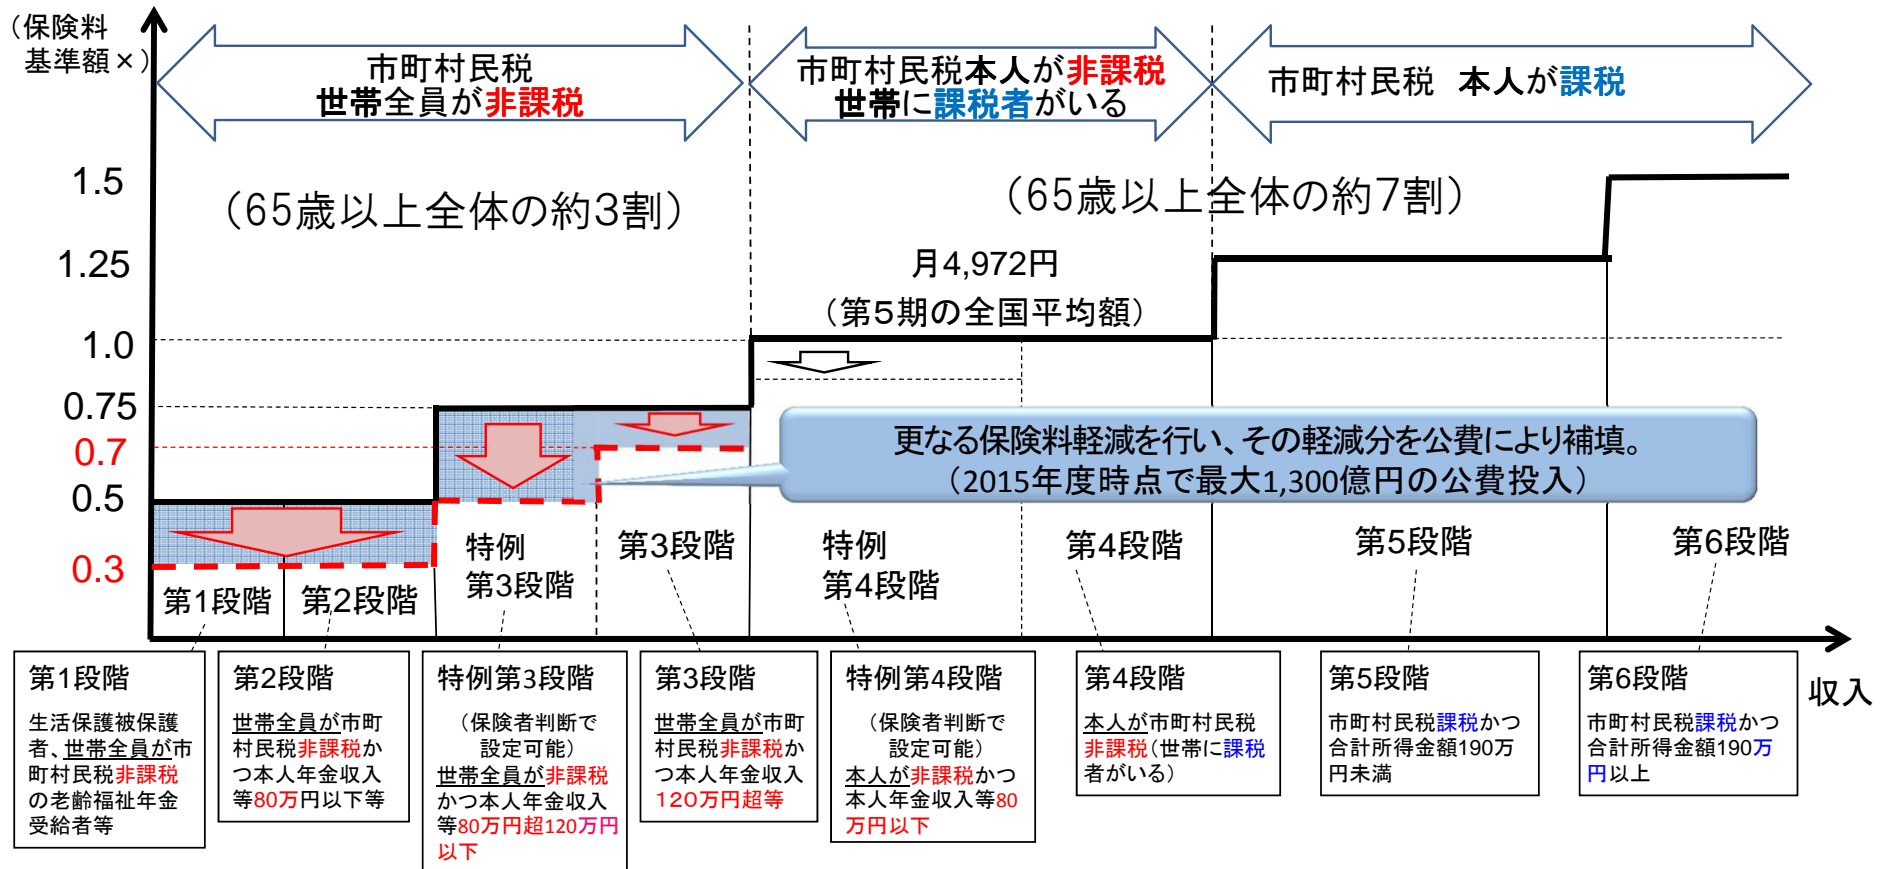 （保険料
基準額×）
市町村民税
世帯全員が非課税
市町村民税本人が非課税
世帯に課税者がいる
市町村民税　本人が課税
1.5
（65歳以上全体の約３割）
（65歳以上全体の約７割）
1.25
月4,972円
（第５期の全国平均額）
1.0
0.75
0.7
更なる保険料軽減を行い、その軽減分を公費により補填。
（2015年度時点で最大1,300億円の公費投入）
0.5
0.3
第1段階
第2段階
特例
第3段階
第3段階
特例
第4段階
第4段階
第5段階
第6段階
収入
第1段階
生活保護被保護
者、世帯全員が市
町村民税非課税
の老齢福祉年金
受給者等
第2段階
世帯全員が市町
村民税非課税か
つ本人年金収入
等80万円以下等
特例第3段階
（保険者判断で
設定可能）
世帯全員が非課税
かつ本人年金収入
等80万円超120万円
以下
第3段階
世帯全員が市町
村民税非課税か
つ本人年金収入
１２０万円超等
特例第4段階
（保険者判断で
設定可能）
本人が非課税かつ
本人年金収入等80
万円以下
第4段階
本人が市町村民税
非課税（世帯に課税
者がいる）
第5段階
市町村民税課税かつ
合計所得金額190万
円未満
第6段階
市町村民税課税かつ
合計所得金額190万
円以上